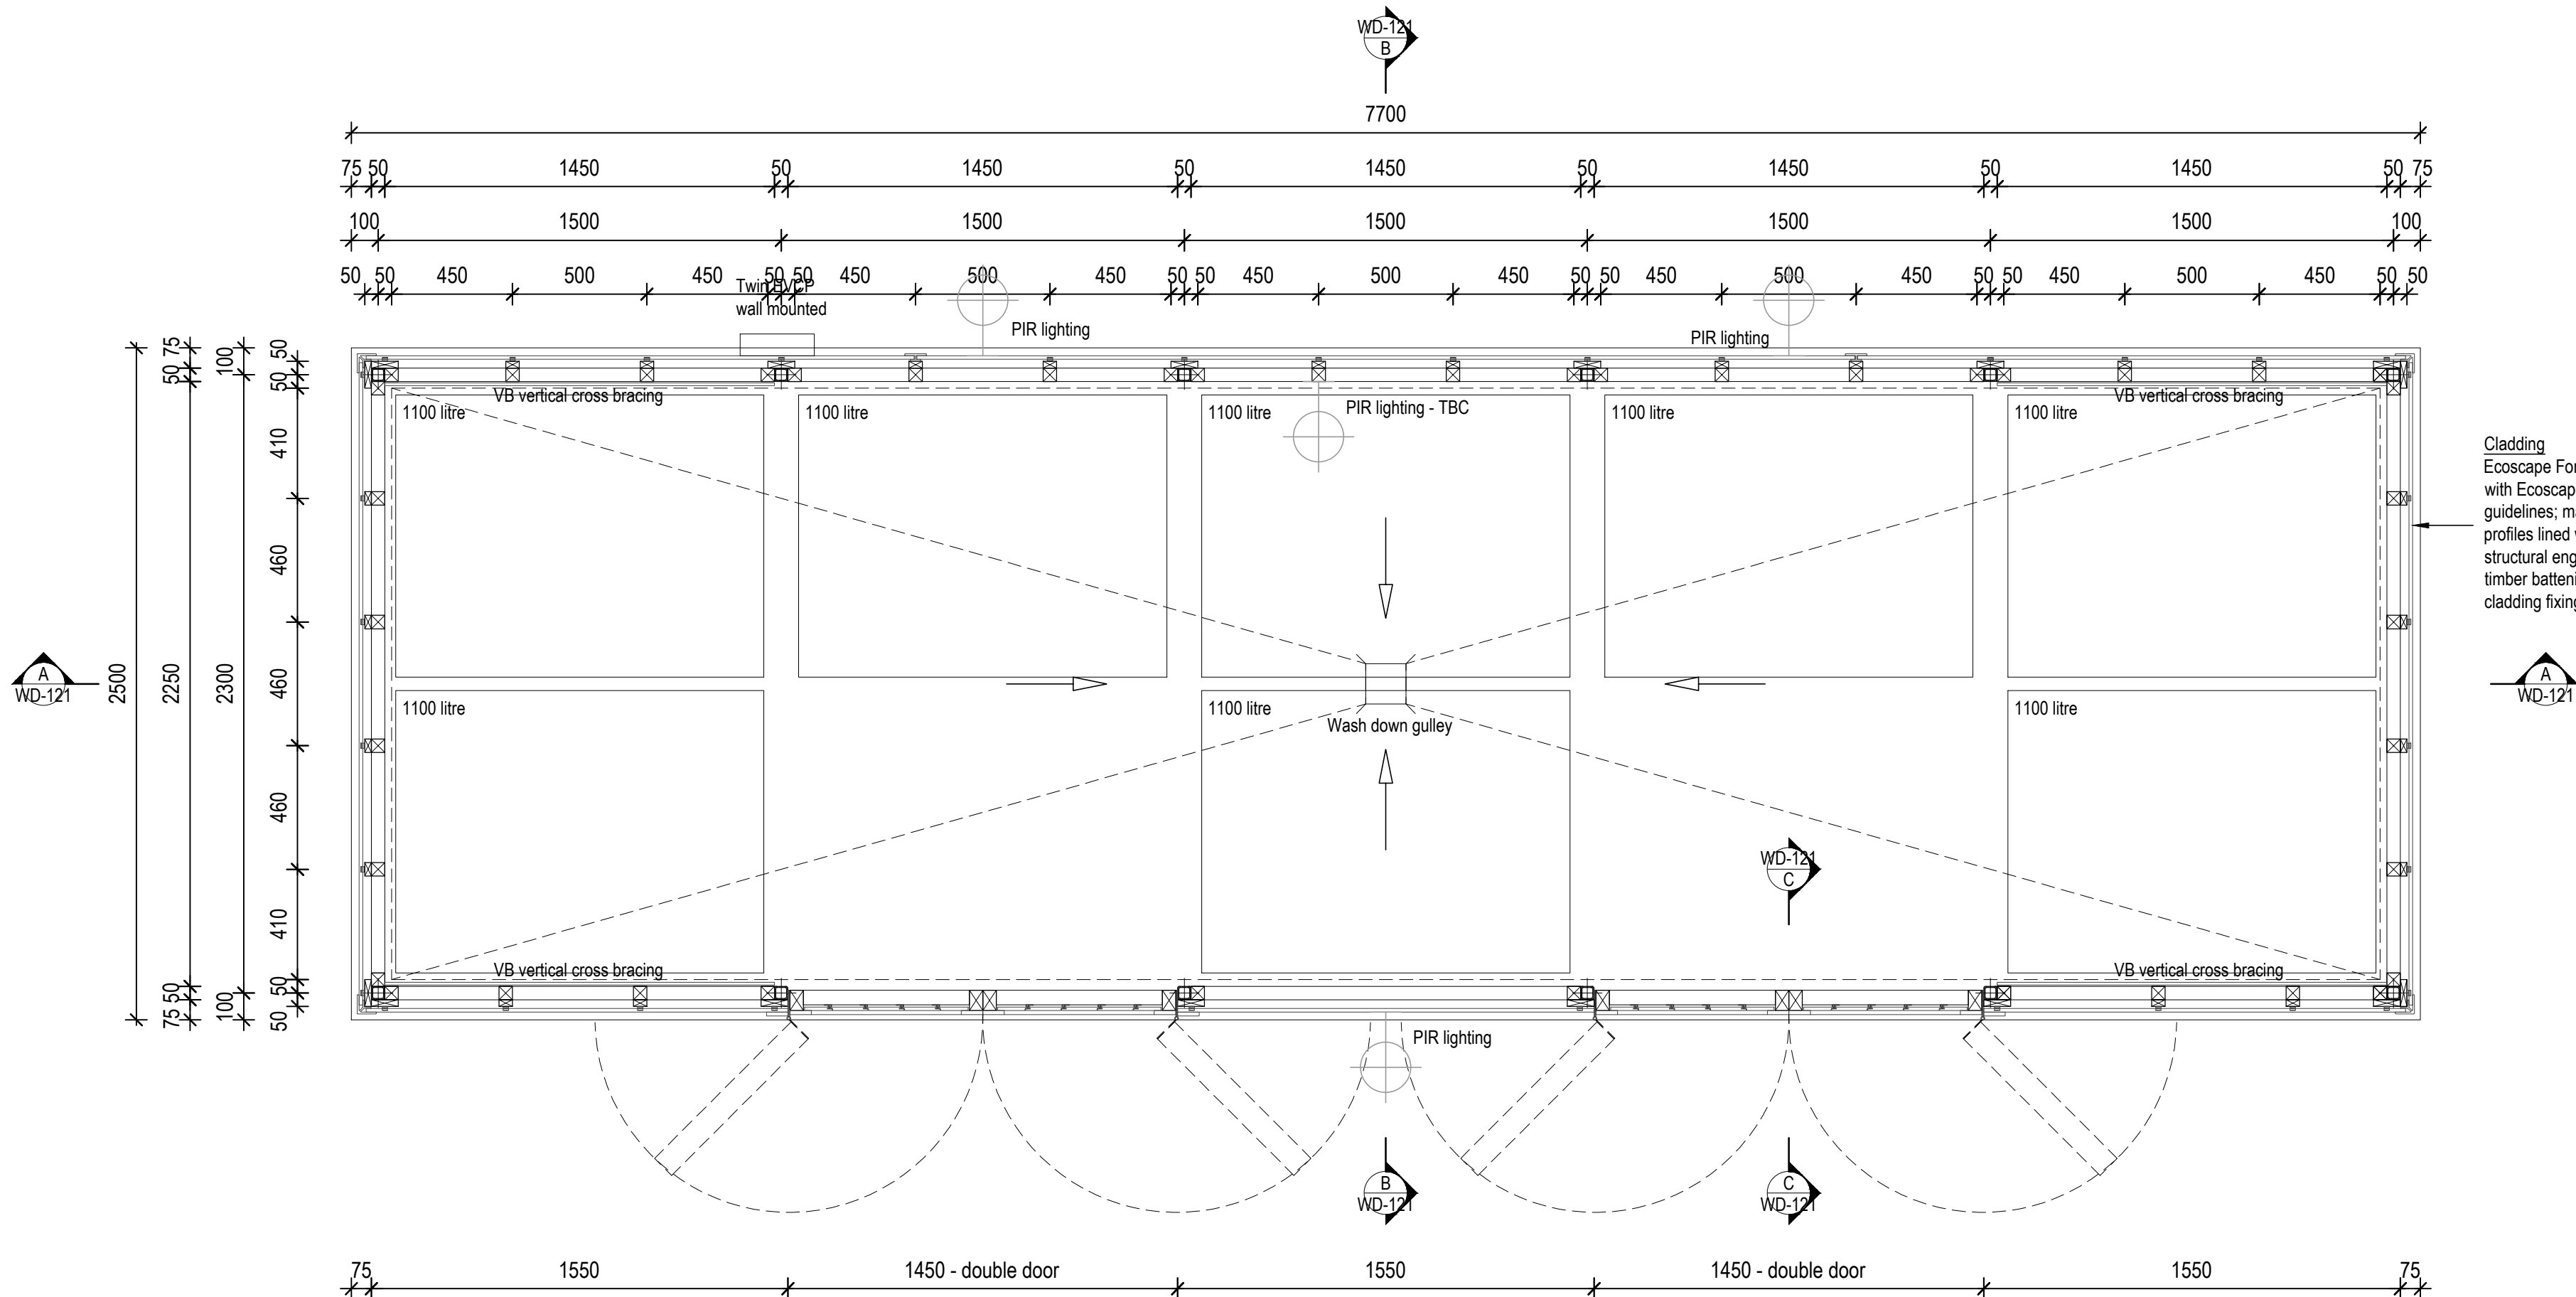 WD-121
B
7700
75 50 1450 50 1450 50 1450 50 1450 50 1450 50 75
100 1500 1500 1500 1500 1500 100
50 50 450 500 450 50 50 450 500 450 50 50 450 500 450 50 50 450 500 450 50 50 450 500 450 50 50
Twin EVCP
wall mounted
PIR lighting
PIR lighting
75
50
2250
50
75
100
2300
100
50
50
410
460
460
460
410
50
50
2500
VB vertical cross bracing
VB vertical cross bracing
1100 litre
1100 litre
1100 litre
PIR lighting - TBC
1100 litre
1100 litre
Cladding
Ecoscape For
with Ecoscap
guidelines; ma
profiles lined
structural eng
timber batteni
cladding fixing
A
WD-121
A
WD-121
1100 litre
1100 litre
Wash down gulley
1100 litre
WD-121
C
VB vertical cross bracing
VB vertical cross bracing
PIR lighting
B
WD-121
C
WD-121
75 1550 1450 - double door 1550 1450 - double door 1550 75